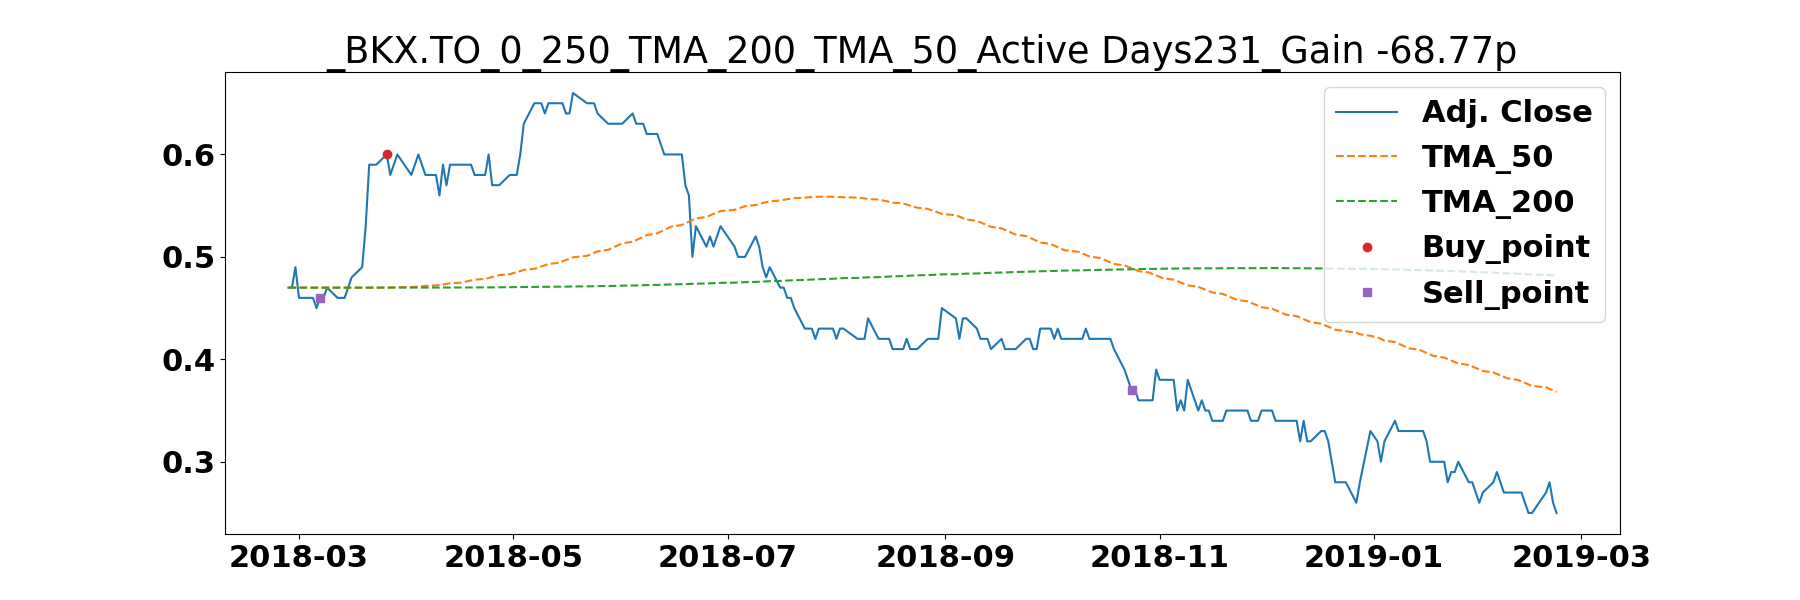 _BKX.TO_0_250_TMA_200_TMA_50_Active Days231_Gain -68.77p
Adj. Close
TMA_50
TMA_200
Buy_point
Sell_point
0.6
0.5
0.4
0.3
2018-03 2018-05 2018-07 2018-09 2018-11 2019-01 2019-03